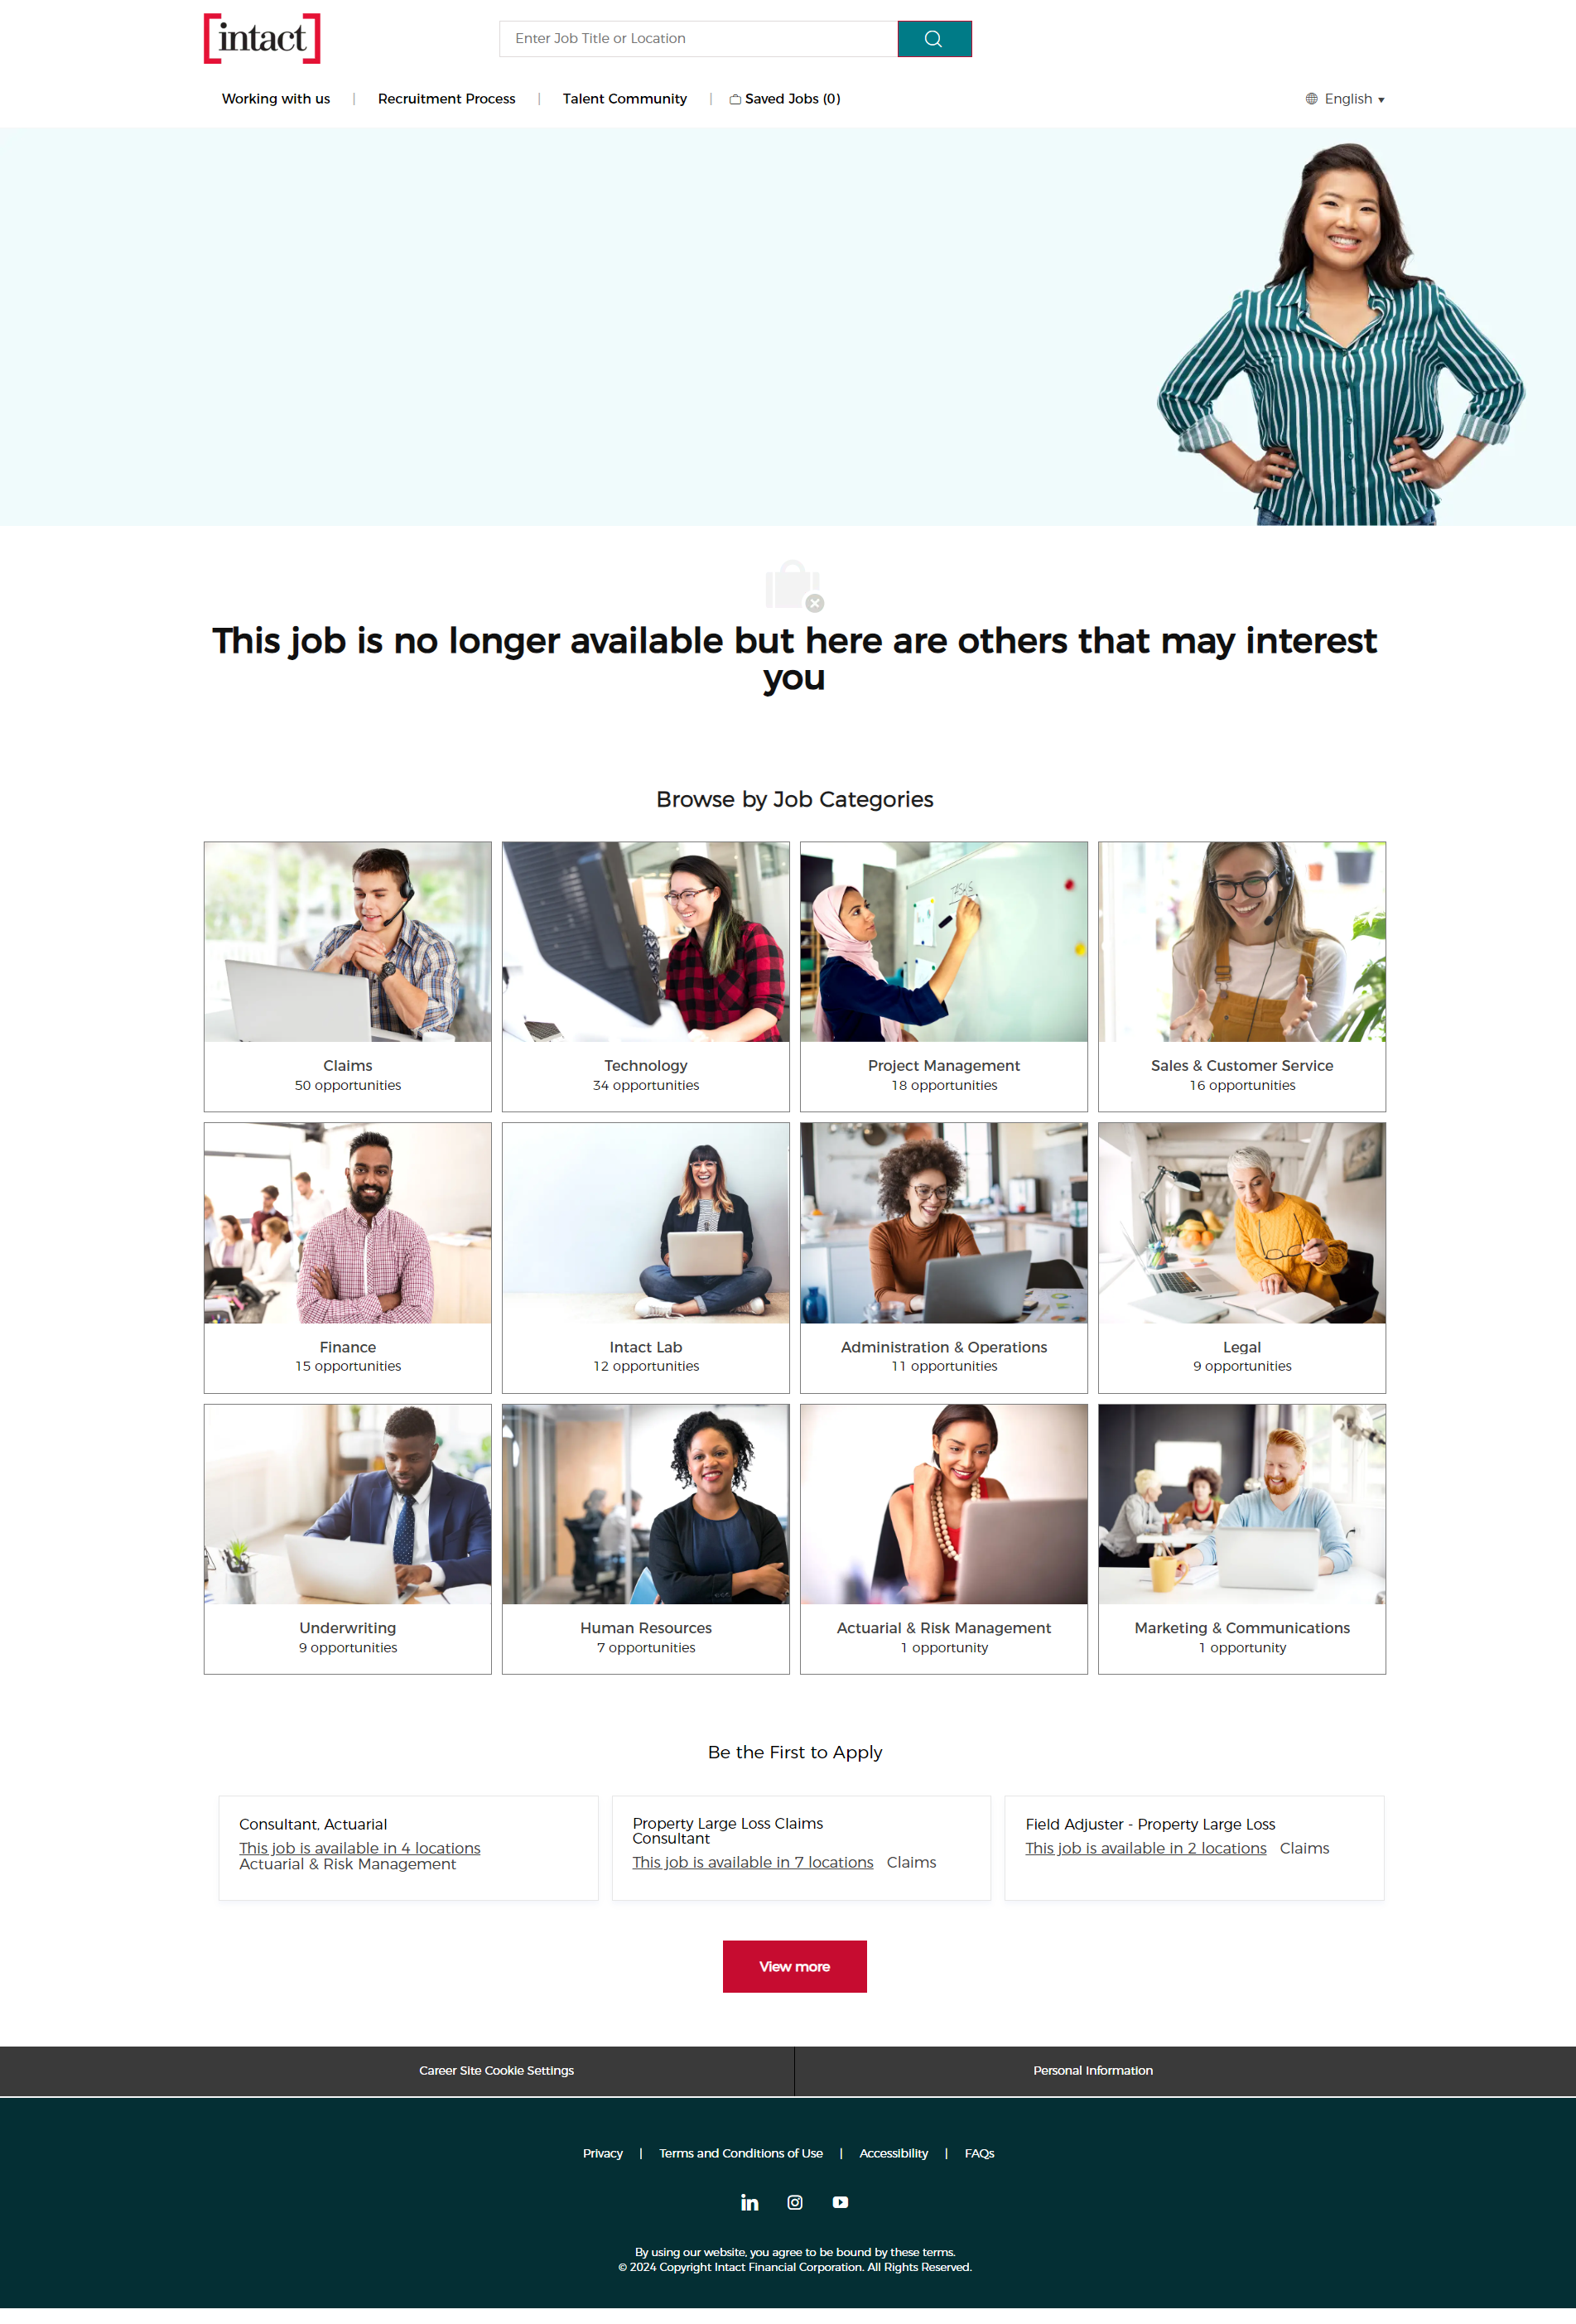 intact
Enter Job Title or Location
Working with us | Recruitment Process | Talent Community | Saved Jobs (0)
English
This job is no longer available but here are others that may interest
you
Browse by Job Categories
Claims
50 opportunities
Technology
34 opportunities
Project Management
18 opportunities
Sales & Customer Service
16 opportunities
Finance
15 opportunities
Intact Lab
12 opportunities
Administration & Operations
11 opportunities
Legal
9 opportunities
Underwriting
9 opportunities
Human Resources
7 opportunities
Actuarial & Risk Management
1 opportunity
Marketing & Communications
1 opportunity
Be the First to Apply
Consultant, Actuarial
This job is available in 4 locations
Actuarial & Risk Management
Property Large Loss Claims
Consultant
This job is available in 7 locations Claims
Field Adjuster - Property Large Loss
This job is available in 2 locations Claims
View more
Career Site Cookie Settings
Personal Information
Privacy | Terms and Conditions of Use | Accessibility | FAQs
By using our website, you agree to be bound by these terms.
© 2024 Copyright Intact Financial Corporation. All Rights Reserved.